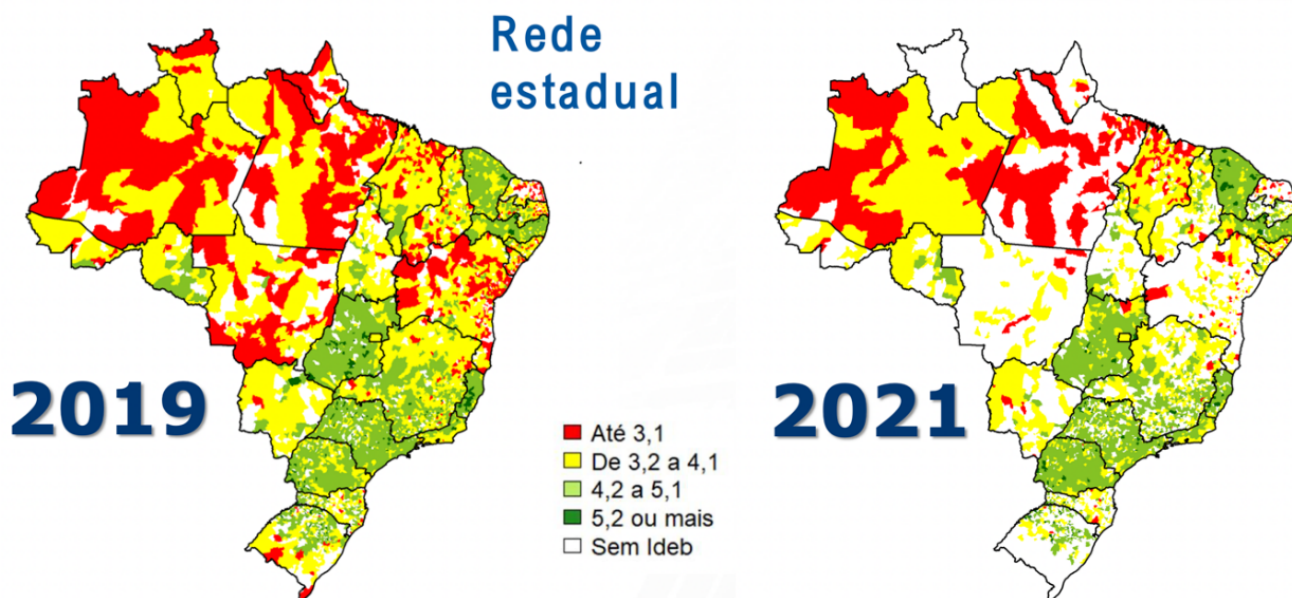 Rede
estadual
2019
2021
Até 3,1
De 3,2 a 4,1
4,2 a 5,1
5,2 ou mais
Sem Ideb